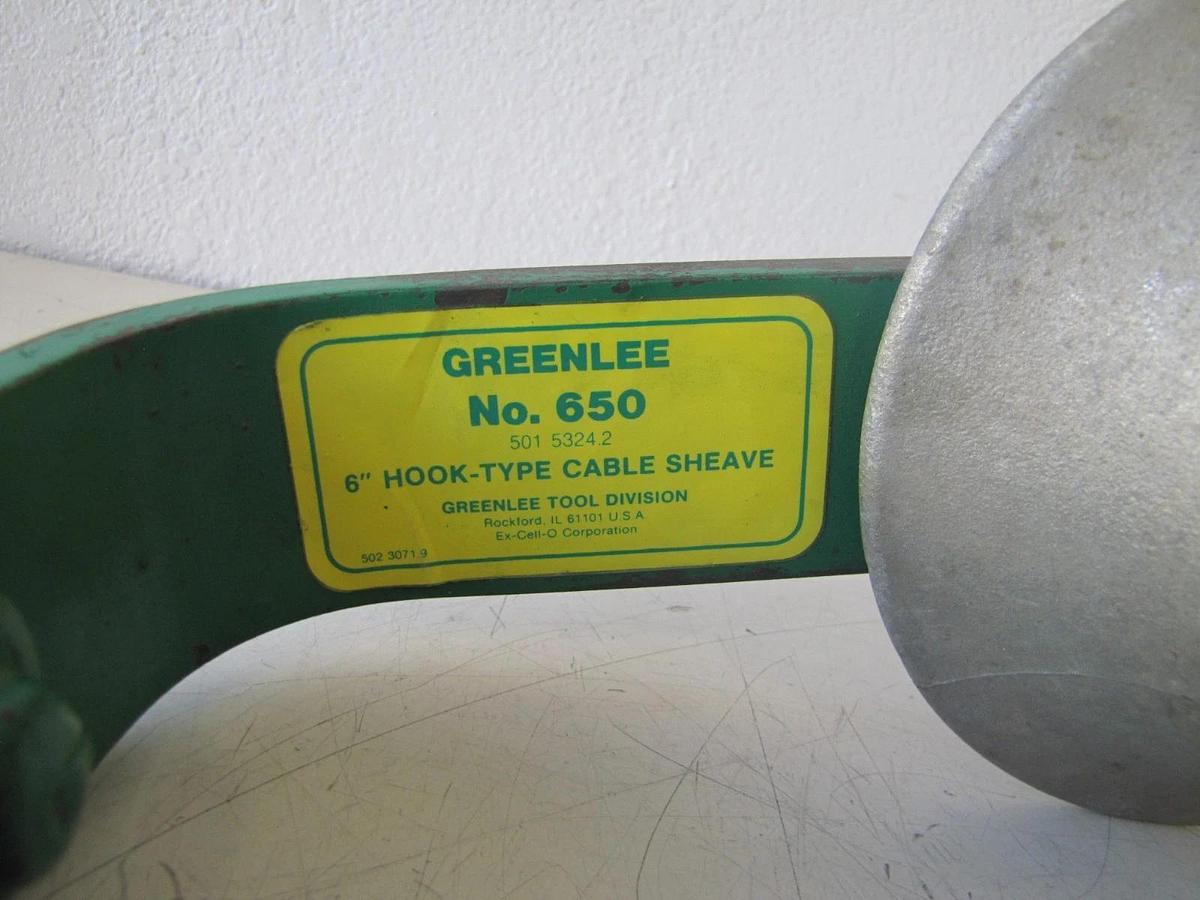 GREENLEE
No. 650
501 5324.2
6" HOOK-TYPE CABLE SHEAVE
GREENLEE TOOL DIVISION
Rockford, IL 61101 U.S.A.
Ex-Cell-O Corporation
502 3071.9